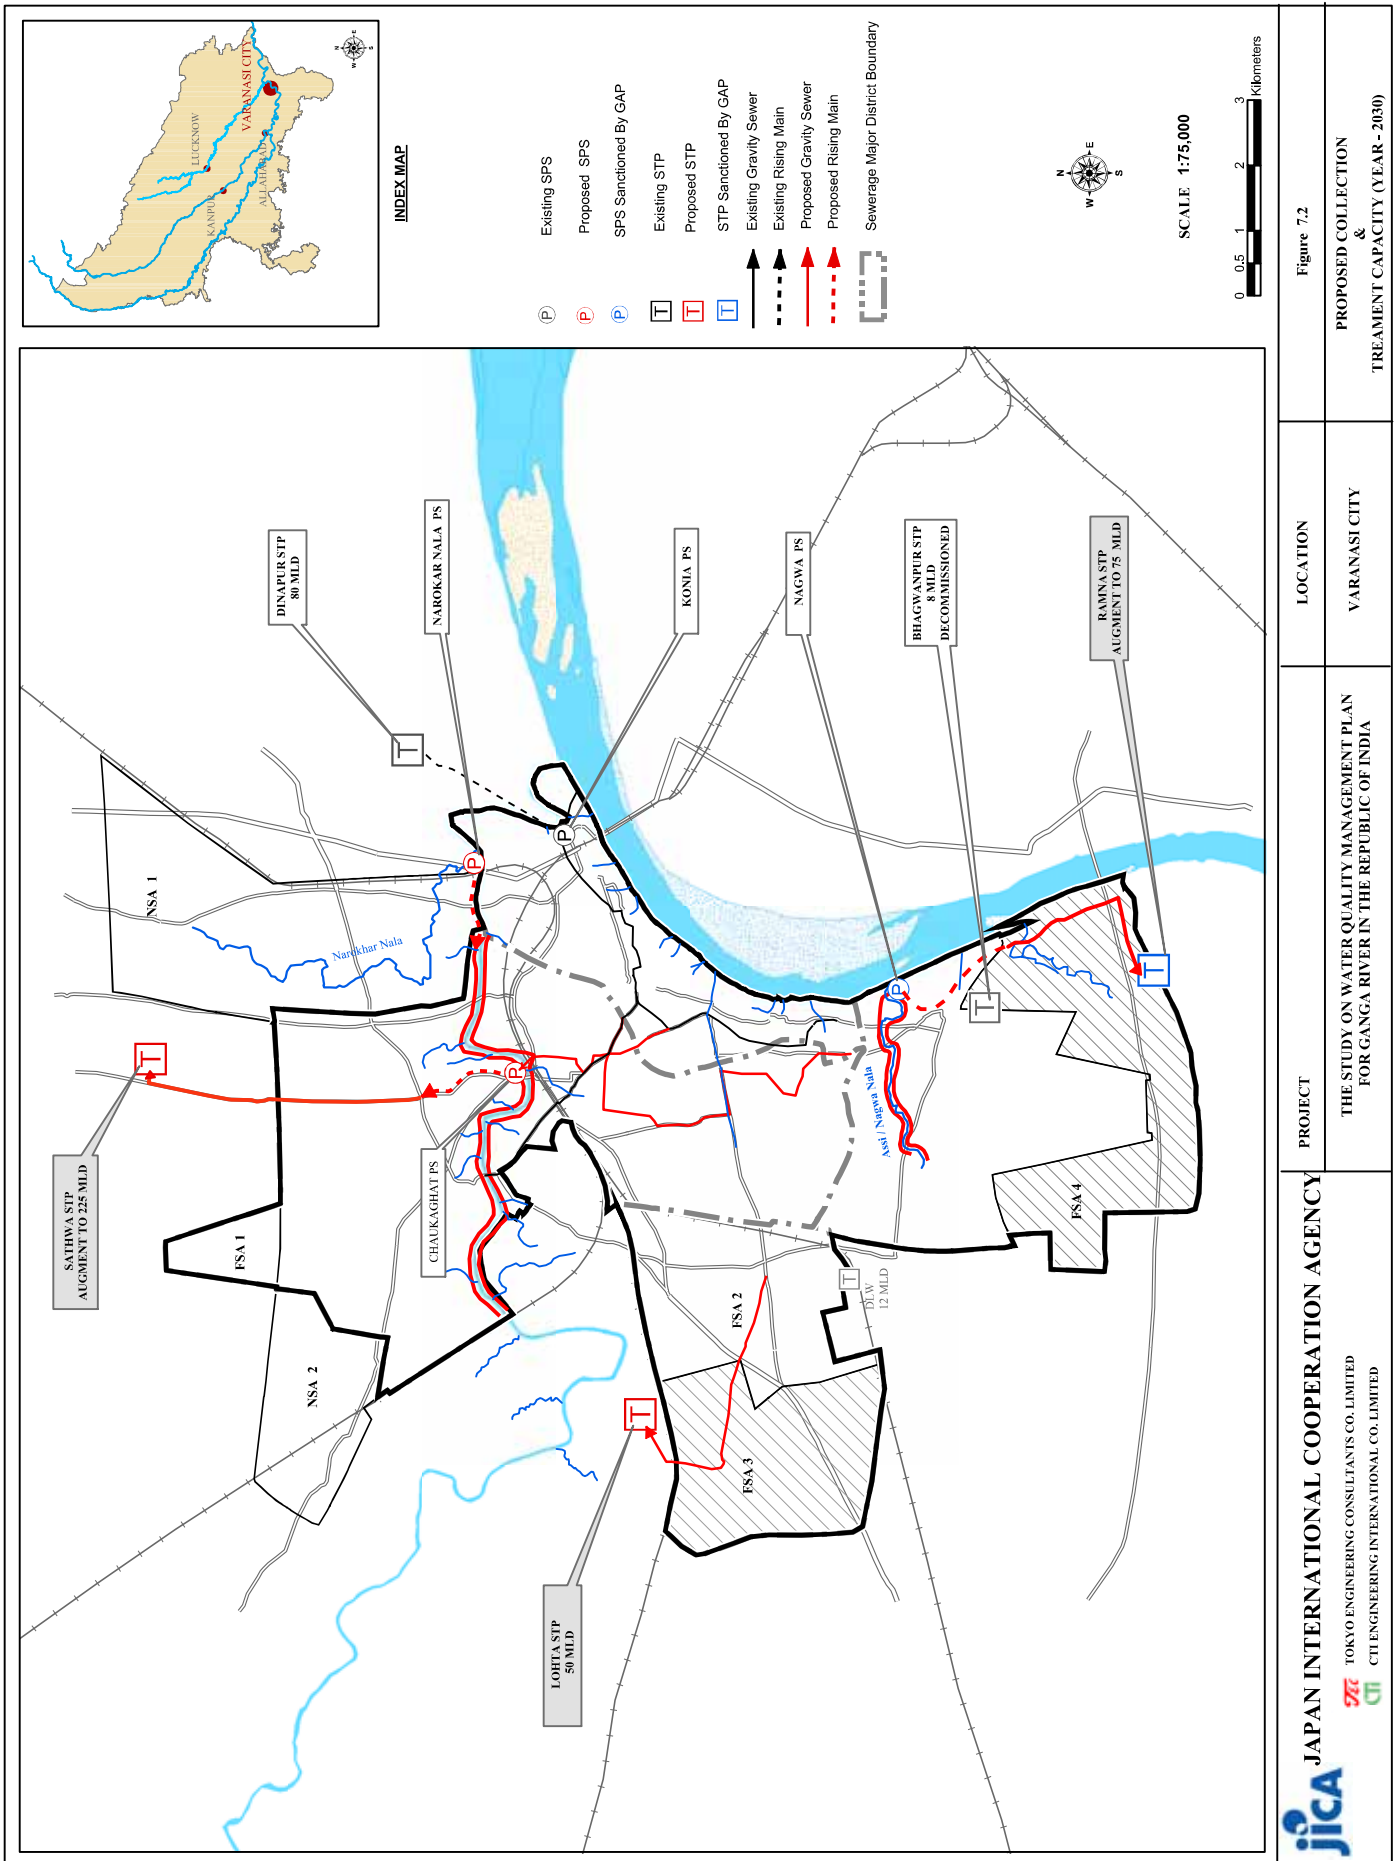 VARANASI CITY
LUCKNOW
KANPUR
ALLAHABAD
N
E
S
W
INDEX MAP
P Existing SPS
P Proposed SPS
P SPS Sanctioned By GAP
T Existing STP
T Proposed STP
T STP Sanctioned By GAP
Existing Gravity Sewer
Existing Rising Main
Proposed Gravity Sewer
Proposed Rising Main
Sewerage Major District Boundary
N
E
S
W
SCALE 1:75,000
0 0.5 1 2 3
Kilometers
SATHWA STP
AUGMENT TO 225 MLD
T
NSA 1
Narokhar Nala
FSA 1
NSA 2
DINAPUR STP
80 MLD
T
NAROKAR NALA PS
P
CHAUKAGHAT PS
P
KONIA PS
P
LOHTA STP
50 MLD
T
FSA 2
FSA 3
NAGWA PS
P
Assi / Nagwa Nala
T
DLW
12 MLD
BHAGWANPUR STP
8 MLD
DECOMMISSIONED
T
FSA 4
RAMNA STP
AUGMENT TO 75 MLD
T
jICA
JAPAN INTERNATIONAL COOPERATION AGENCY
TEC TOKYO ENGINEERING CONSULTANTS CO. LIMITED
CTI CTI ENGINEERING INTERNATIONAL CO. LIMITED
PROJECT
THE STUDY ON WATER QUALITY MANAGEMENT PLAN
FOR GANGA RIVER IN THE REPUBLIC OF INDIA
LOCATION
VARANASI CITY
Figure 7.2
PROPOSED COLLECTION
&
TREAMENT CAPACITY (YEAR - 2030)